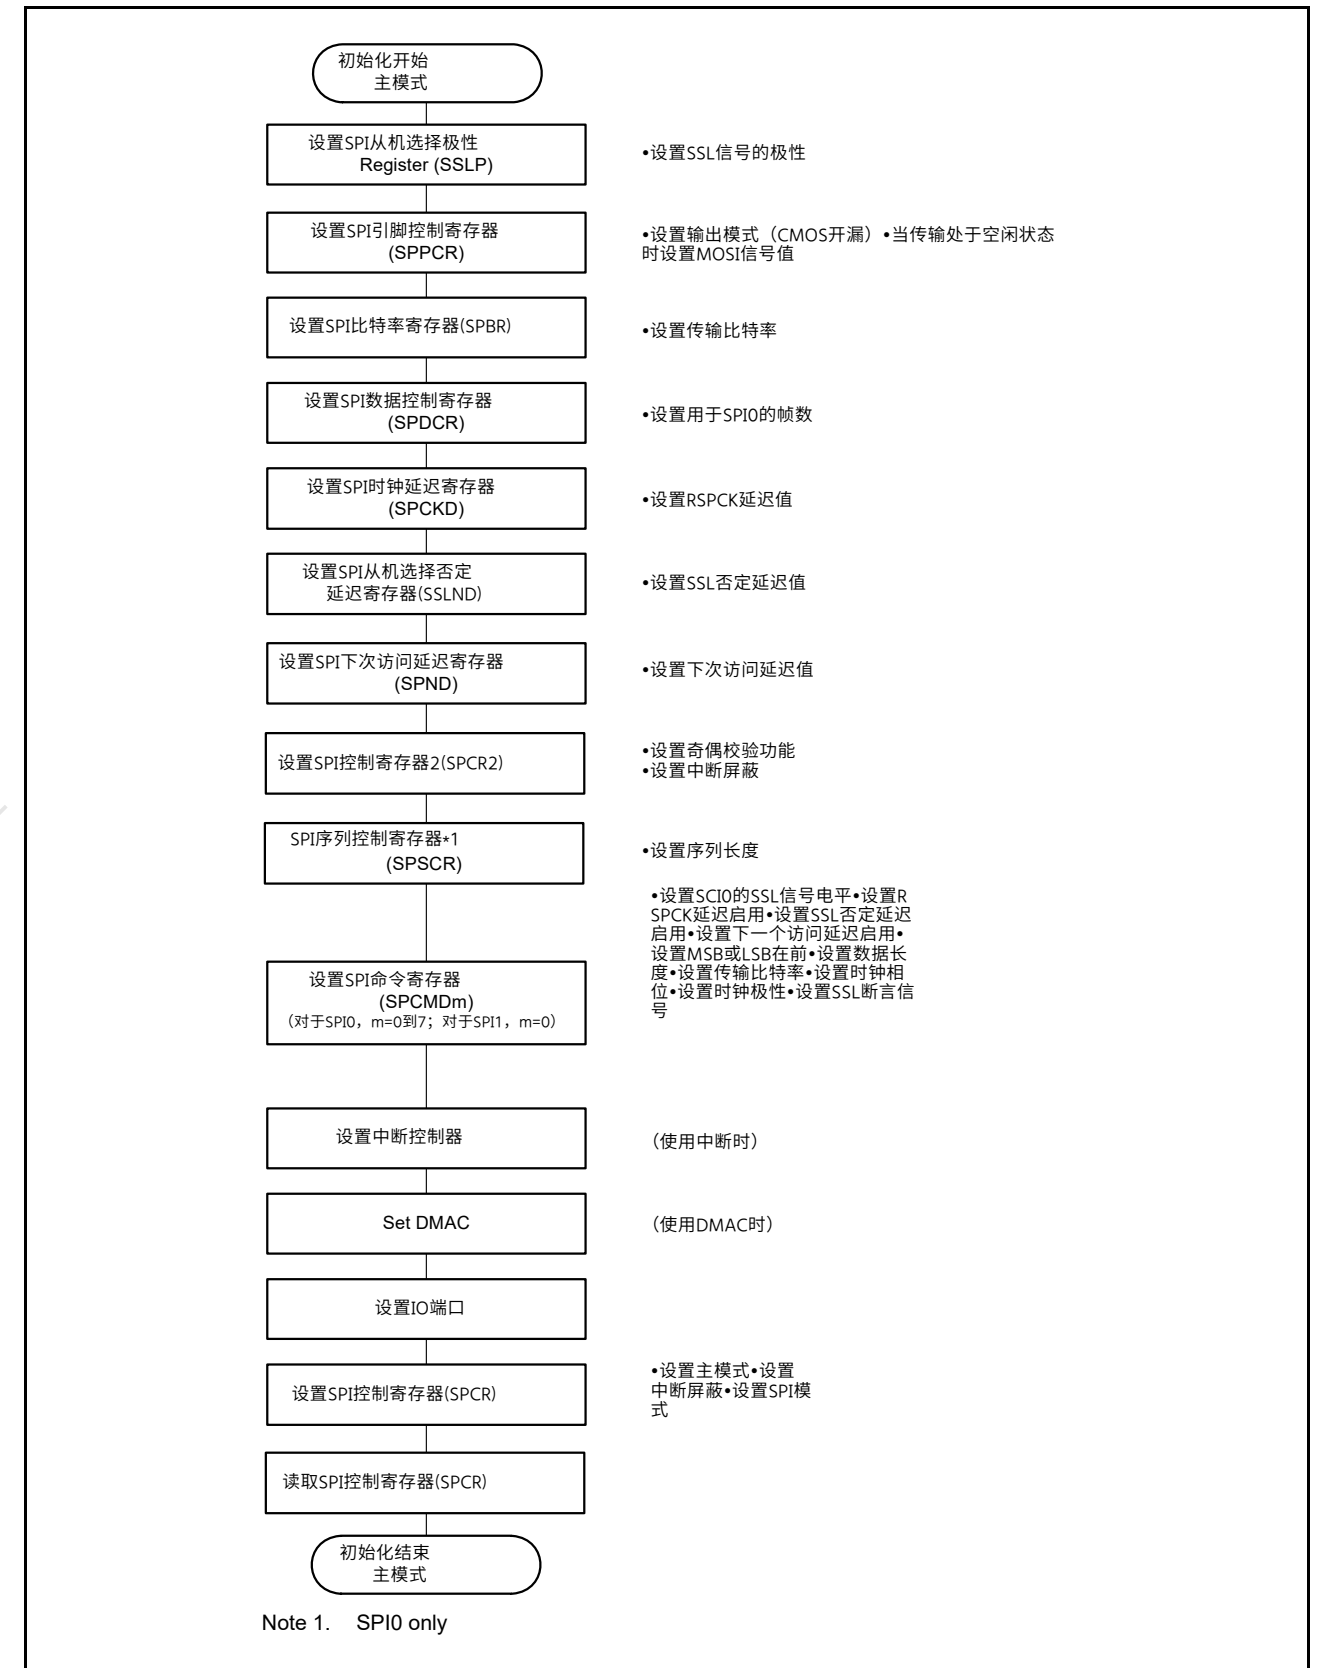 初始化开始
主模式
设置SPI从机选择极性
Register (SSLP)
•设置SSL信号的极性
设置SPI引脚控制寄存器
(SPPCR)
•设置输出模式（CMOS开漏）•当传输处于空闲状态
时设置MOSI信号值
设置SPI比特率寄存器(SPBR)
•设置传输比特率
设置SPI数据控制寄存器
(SPDCR)
•设置用于SPI0的帧数
设置SPI时钟延迟寄存器
(SPCKD)
•设置RSPCK延迟值
设置SPI从机选择否定
延迟寄存器(SSLND)
•设置SSL否定延迟值
设置SPI下次访问延迟寄存器
(SPND)
•设置下次访问延迟值
设置SPI控制寄存器2(SPCR2)
•设置奇偶校验功能
•设置中断屏蔽
SPI序列控制寄存器*1
(SPSCR)
•设置序列长度
•设置SCI0的SSL信号电平•设置R
SPCK延迟启用•设置SSL否定延迟
启用•设置下一个访问延迟启用•
设置MSB或LSB在前•设置数据长
度•设置传输比特率•设置时钟相
位•设置时钟极性•设置SSL断言信
号
设置SPI命令寄存器
(SPCMDm)
（对于SPI0，m=0到7；对于SPI1，m=0）
设置中断控制器
（使用中断时）
Set DMAC
（使用DMAC时）
设置IO端口
设置SPI控制寄存器(SPCR)
•设置主模式•设置
中断屏蔽•设置SPI模
式
读取SPI控制寄存器(SPCR)
初始化结束
主模式
Note 1. SPI0 only